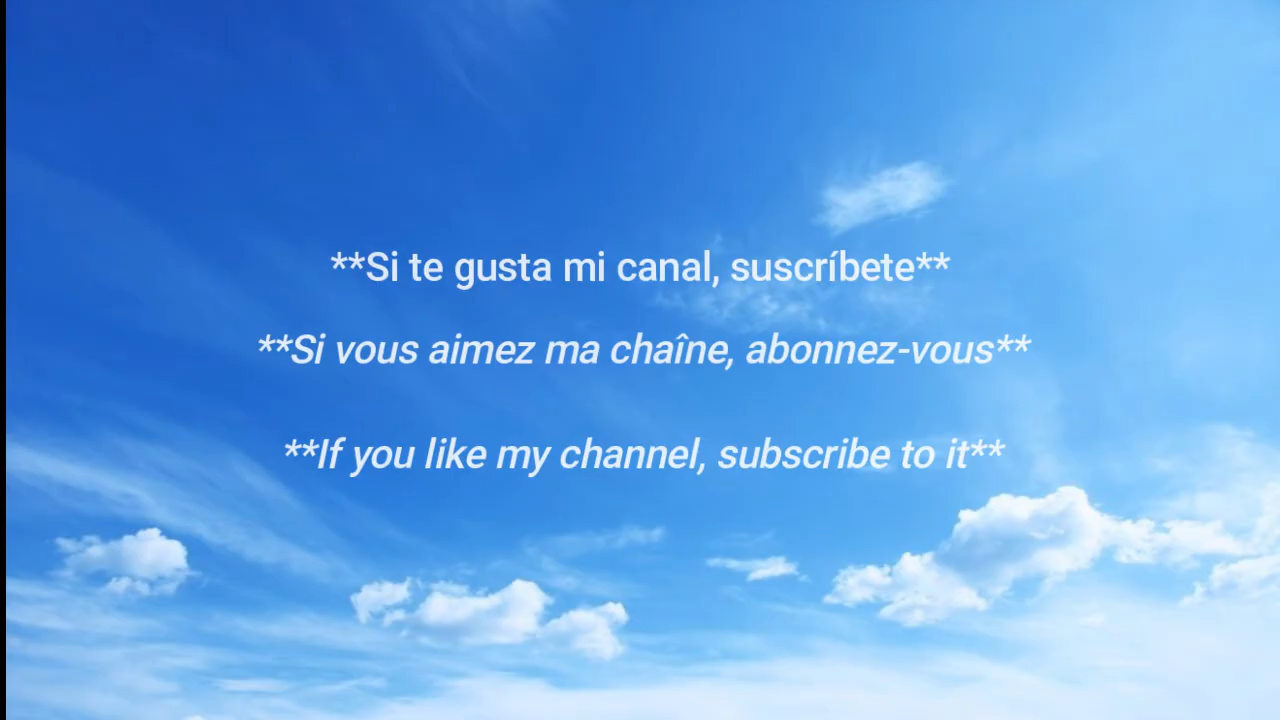 **Si te gusta mi canal, suscríbete**
**Si vous aimez ma chaîne, abonnez-vous**
**If you like my channel, subscribe to it**